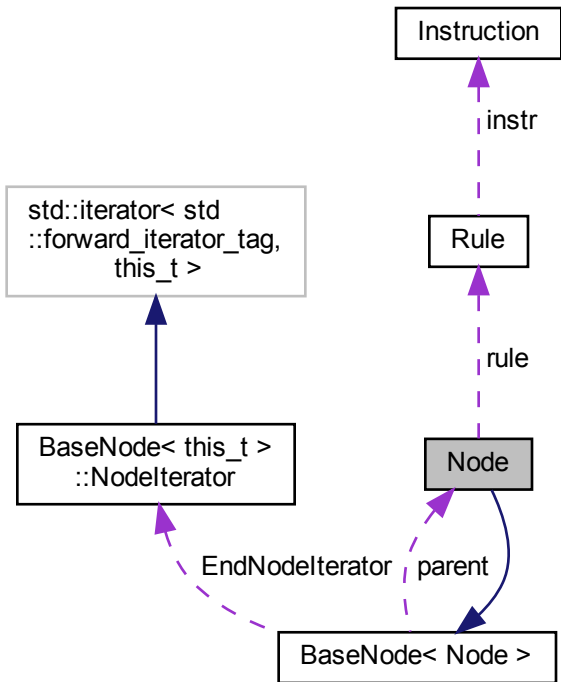 Instruction
instr
std::iterator< std
::forward_iterator_tag,
this_t >
Rule
rule
BaseNode< this_t >
::NodeIterator
Node
EndNodeIterator
parent
BaseNode< Node >